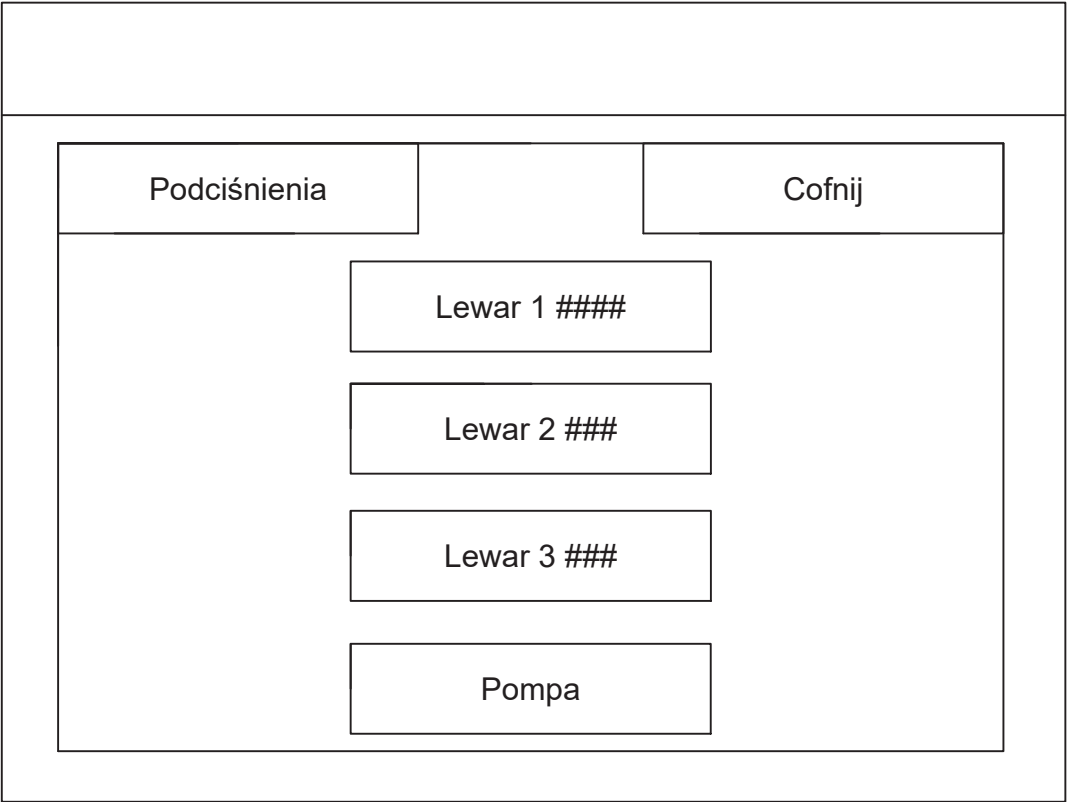 Podciśnienia
Cofnij
Lewar 1 ####
Lewar 2 ###
Lewar 3 ###
Pompa